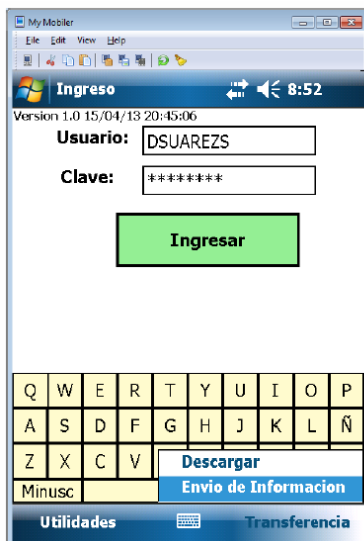 My Mobiler
File Edit View Help
Ingreso 8:52
Version 1.0 15/04/13 20:45:06
Usuario: DSUAREZS
Clave: ********
Ingresar
Q W E R T Y U I O P
A S D F G H J K L Ñ
Z X C V
Descargar
Minusc
Envio de Informacion
Utilidades Transferencia